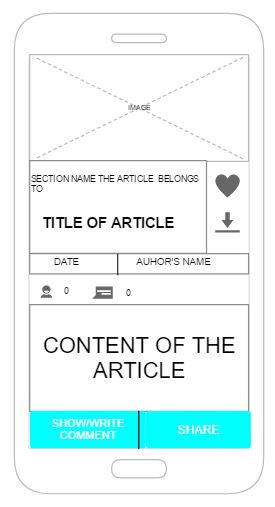 IMAGE
SECTION NAME THE ARTICLE BELONGS
TO
TITLE OF ARTICLE
DATE AUHOR'S NAME
0 0
CONTENT OF THE
ARTICLE
SHOW/WRITE
COMMENT
SHARE